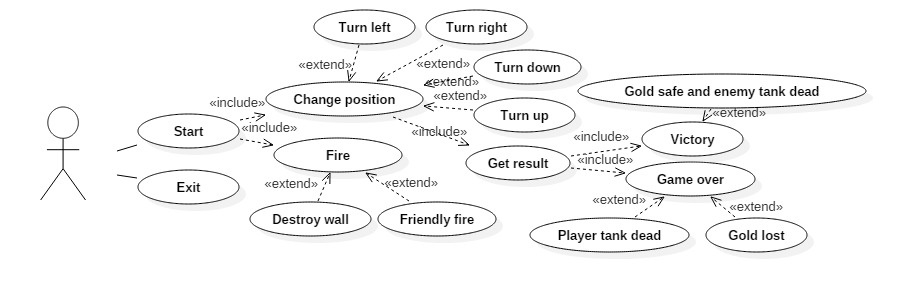 Turn left
Turn right
«extend»
«extend»
Turn down
«extend»
«extend»
Gold safe and enemy tank dead
«extend»
«include»
Change position
Turn up
Start
«include»
«include»
«include»
Victory
Fire
Get result
«include»
Game over
Exit
«extend»
«extend»
«extend»
«extend»
Destroy wall
Friendly fire
Player tank dead
Gold lost